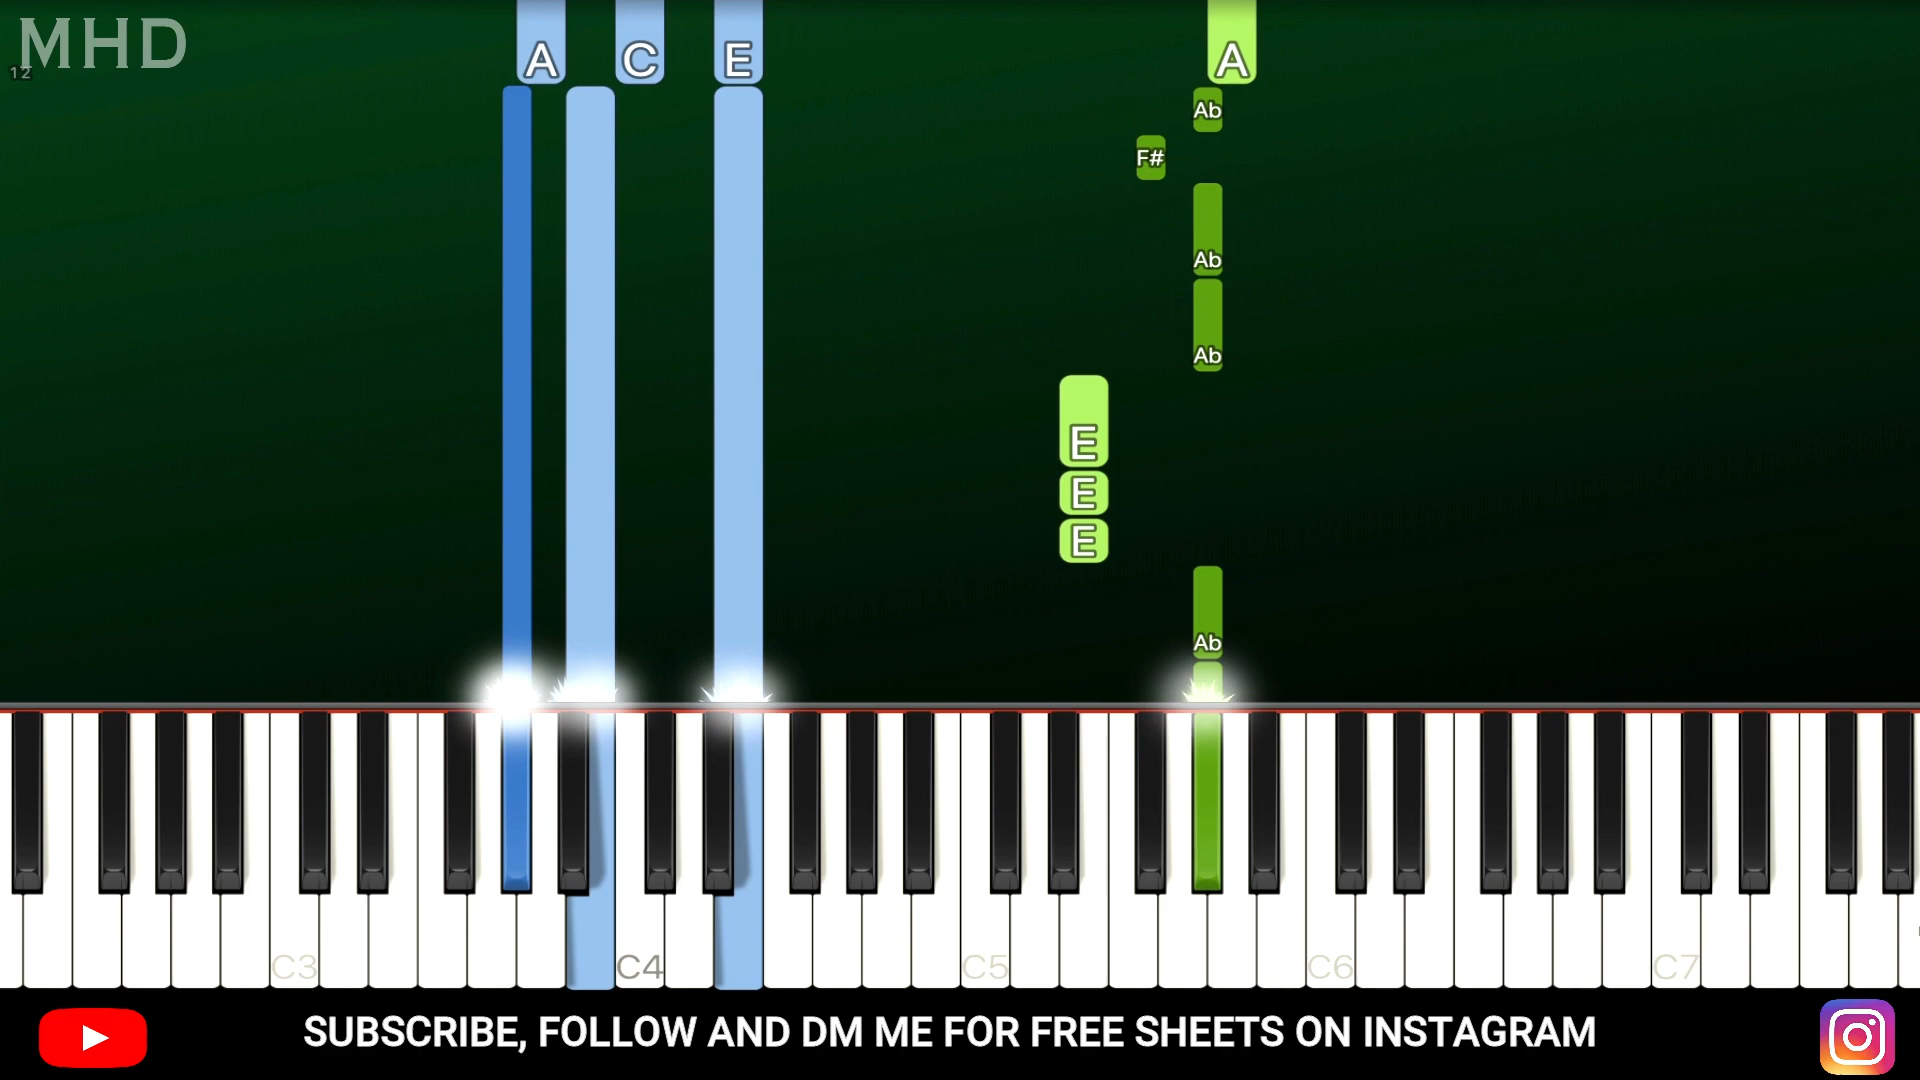 MHD
12
A C E A
Ab
F#
Ab
Ab
E
E
E
Ab
C3 C4 C5 C6 C7
SUBSCRIBE, FOLLOW AND DM ME FOR FREE SHEETS ON INSTAGRAM